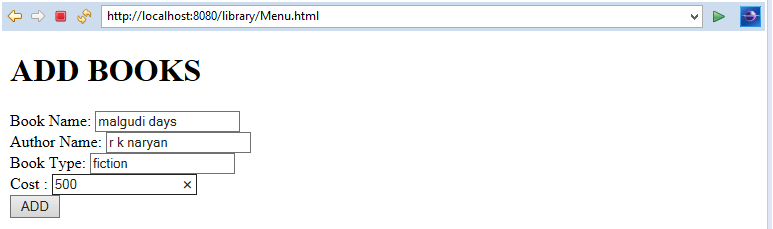 http://localhost:8080/library/Menu.html
ADD BOOKS
Book Name: malgudi days
Author Name: r k naryan
Book Type: fiction
Cost : 500
ADD